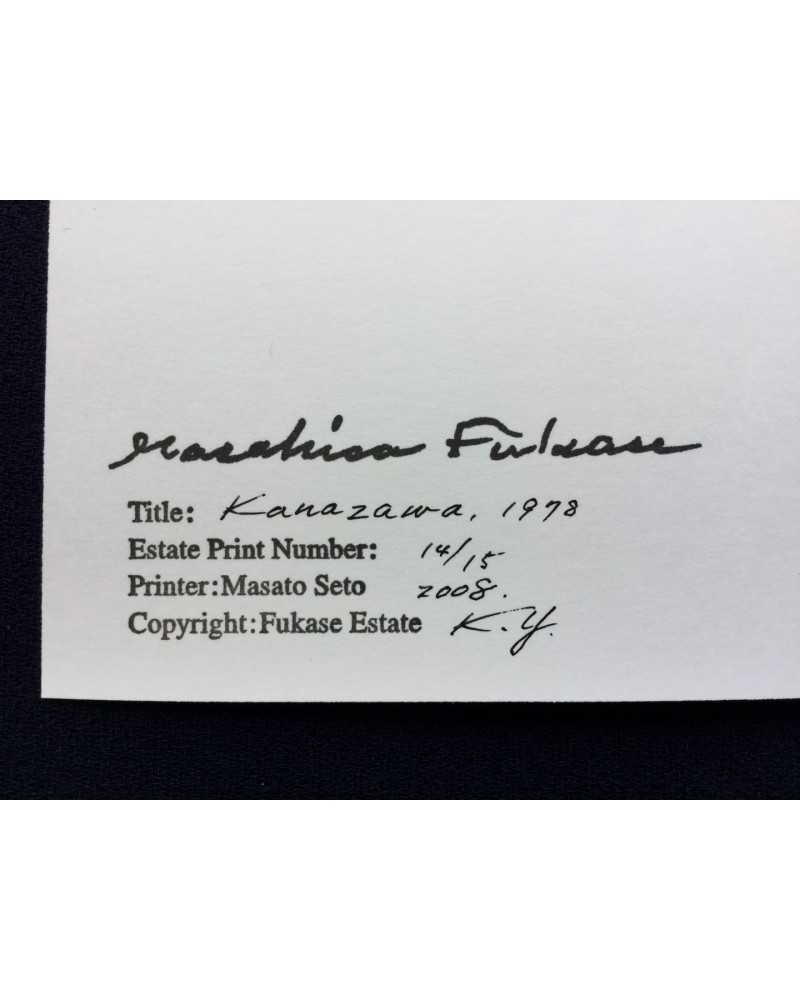 Masahisa Fukase
Title: Kanazawa, 1978
Estate Print Number: 14/15
Printer:Masato Seto 2008.
Copyright:Fukase Estate K.Y.